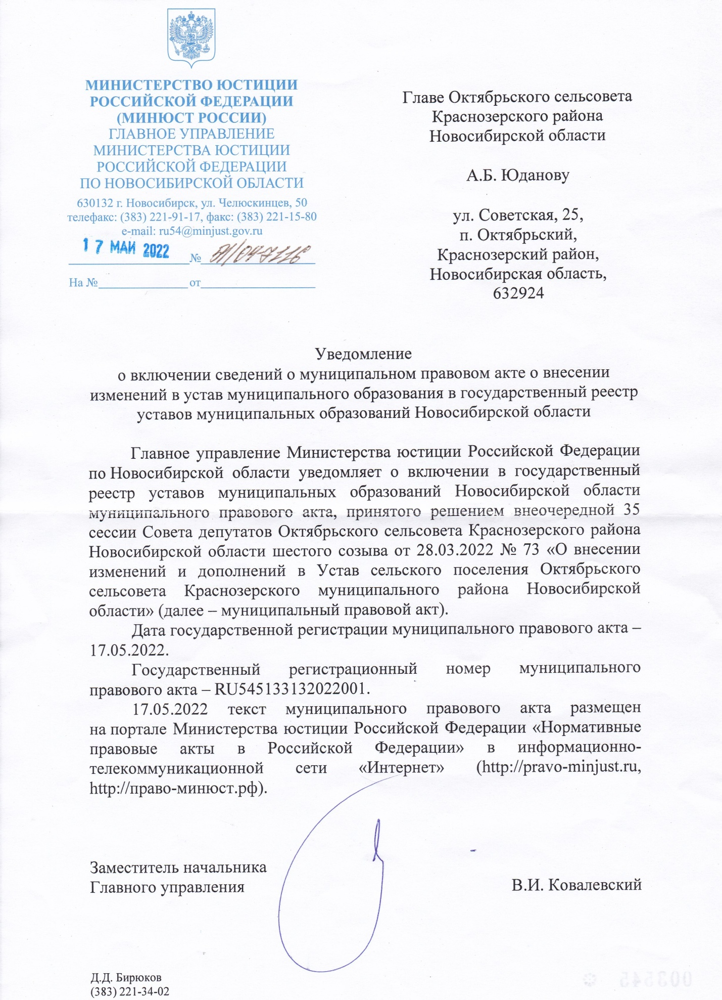 МИНИСТЕРСТВО ЮСТИЦИИ
РОССИЙСКОЙ ФЕДЕРАЦИИ
(МИНЮСТ РОССИИ)
ГЛАВНОЕ УПРАВЛЕНИЕ
МИНИСТЕРСТВА ЮСТИЦИИ
РОССИЙСКОЙ ФЕДЕРАЦИИ
ПО НОВОСИБИРСКОЙ ОБЛАСТИ
630132 г. Новосибирск, ул. Челюскинцев, 50
телефакс: (383) 221-91-17, факс: (383) 221-15-80
e-mail: ru54@minjust.gov.ru
17 МАЙ 2022 №
На № от
Главе Октябрьского сельсовета
Краснозерского района
Новосибирской области
А.Б. Юданову
ул. Советская, 25,
п. Октябрьский,
Краснозерский район,
Новосибирская область,
632924
Уведомление
о включении сведений о муниципальном правовом акте о внесении
изменений в устав муниципального образования в государственный реестр
уставов муниципальных образований Новосибирской области
Главное управление Министерства юстиции Российской Федерации
по Новосибирской области уведомляет о включении в государственный
реестр уставов муниципальных образований Новосибирской области
муниципального правового акта, принятого решением внеочередной 35
сессии Совета депутатов Октябрьского сельсовета Краснозерского района
Новосибирской области шестого созыва от 28.03.2022 № 73 «О внесении
изменений и дополнений в Устав сельского поселения Октябрьского
сельсовета Краснозерского муниципального района Новосибирской
области» (далее – муниципальный правовой акт).
Дата государственной регистрации муниципального правового акта –
17.05.2022.
Государственный регистрационный номер муниципального
правового акта – RU545133132022001.
17.05.2022 текст муниципального правового акта размещен
на портале Министерства юстиции Российской Федерации «Нормативные
правовые акты в Российской Федерации» в информационно-
телекоммуникационной сети «Интернет» (http://pravo-minjust.ru,
http://право-минюст.рф).
Заместитель начальника
Главного управления
В.И. Ковалевский
Д.Д. Бирюков
(383) 221-34-02